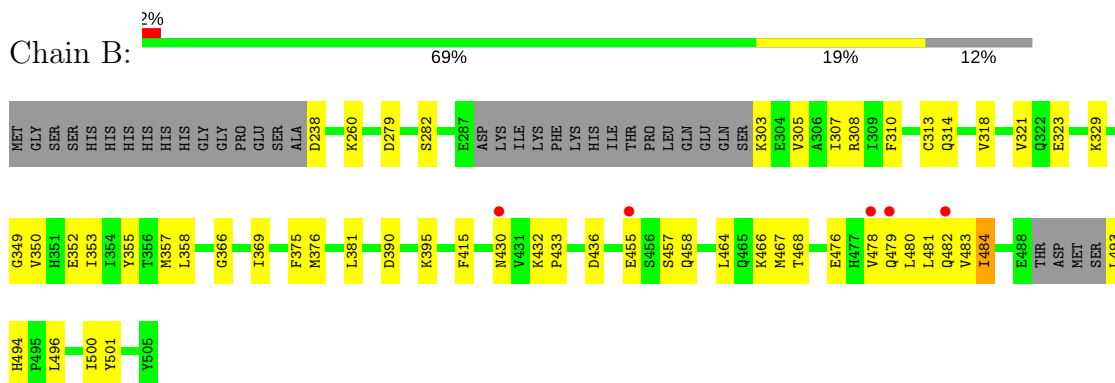 2%
Chain B:
69% 19% 12%
MET GLY SER SER HIS HIS HIS HIS HIS HIS GLY GLY PRO GLU SER ALA D238 K260 D279 S282 E287 ASP LYS ILE LYS PHE LYS HIS ILE THR PRO LEU GLN GLU GLN SER K303 E304 V305 A306 I307 R308 I309 F310 C313 Q314 V318 V321 Q322 E323 K329
G349 V350 H351 E352 I353 I354 Y355 T356 M357 L358 G366 I369 F375 M376 L381 D390 K395 F415 N430 V431 K432 P433 D436 E455 S456 S457 Q458 L464 Q465 K466 M467 T468 E476 H477 V478 Q479 L480 L481 Q482 V483 I484 E488 THR ASP MET SER L493
H494 P495 L496 I500 Y501 Y505